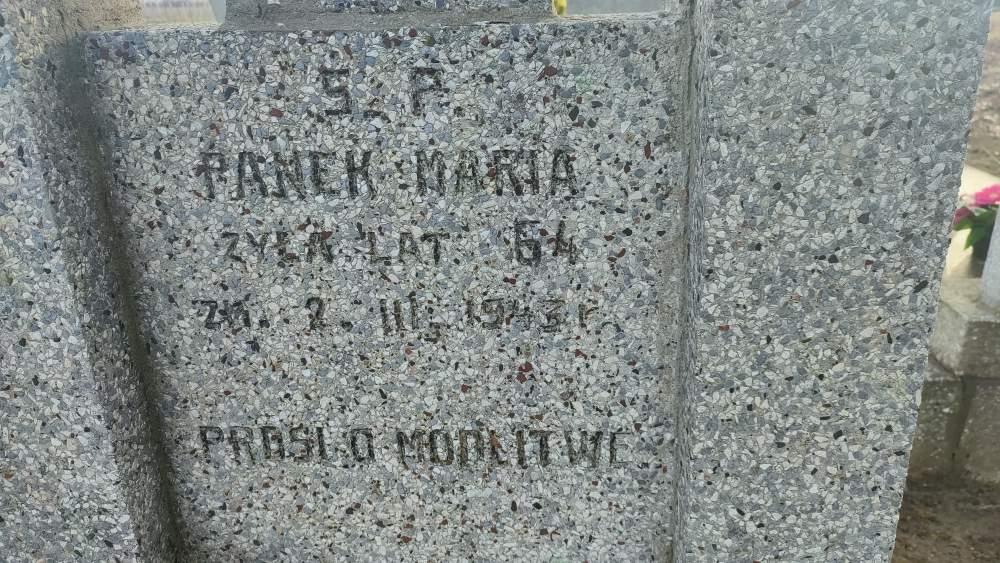 Ś. P.
PANEK MARIA
ŻYŁA LAT 64
ZM. 2. III. 1943 r.
PROSI O MODLITWĘ